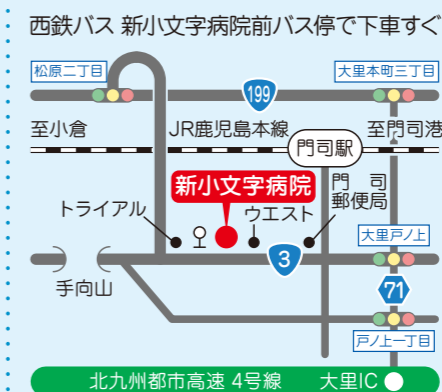 西鉄バス 新小文字病院前バス停で下車すぐ
松原二丁目
大里本町三丁目
199
至小倉
JR鹿児島本線
至門司港
門司駅
新小文字病院
門司
郵便局
トライアル
ウエスト
大里戸ノ上
3
手向山
71
戸ノ上一丁目
北九州都市高速 4号線
大里IC